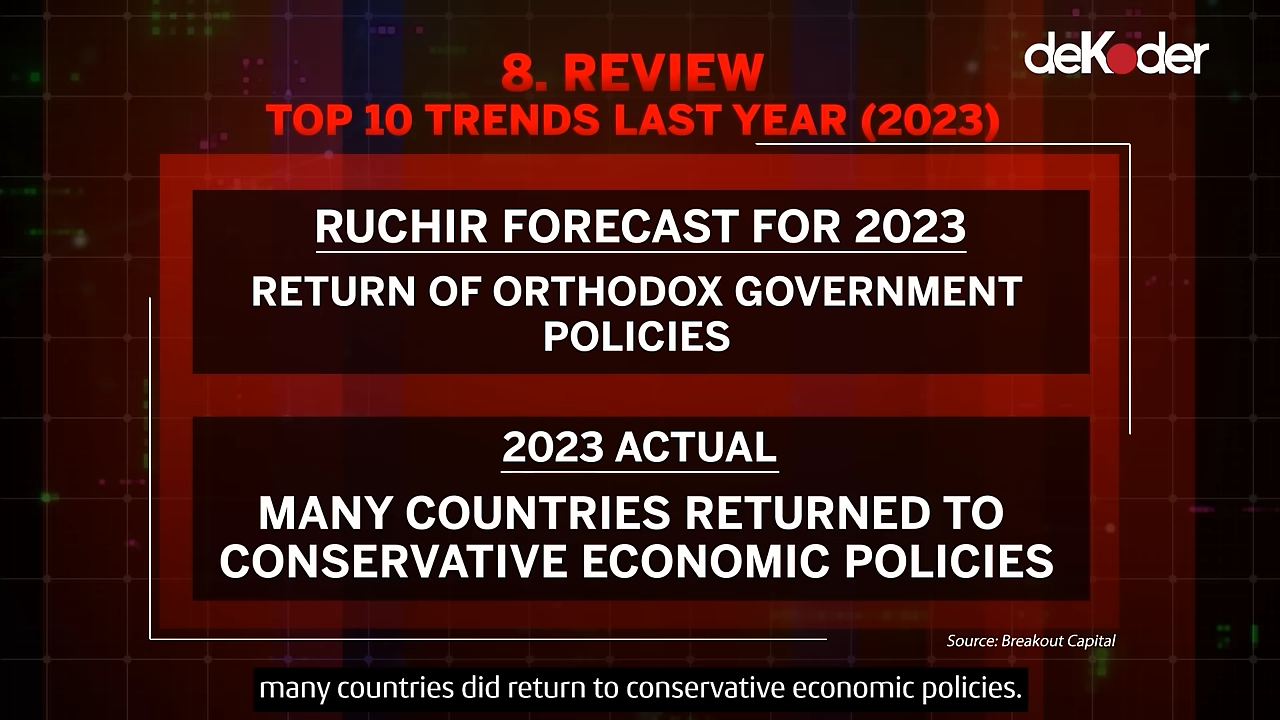 deKoder
8. REVIEW
TOP 10 TRENDS LAST YEAR (2023)
RUCHIR FORECAST FOR 2023
RETURN OF ORTHODOX GOVERNMENT
POLICIES
2023 ACTUAL
MANY COUNTRIES RETURNED TO
CONSERVATIVE ECONOMIC POLICIES
Source: Breakout Capital
many countries did return to conservative economic policies.